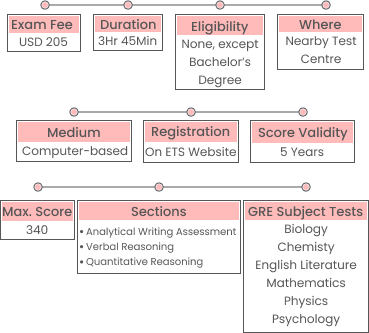 Exam Fee
USD 205
Duration
3Hr 45Min
Eligibility
None, except
Bachelor's
Degree
Where
Nearby Test
Centre
Medium
Computer-based
Registration
On ETS Website
Score Validity
5 Years
Max. Score
340
Sections
• Analytical Writing Assessment
• Verbal Reasoning
• Quantitative Reasoning
GRE Subject Tests
Biology
Chemisty
English Literature
Mathematics
Physics
Psychology